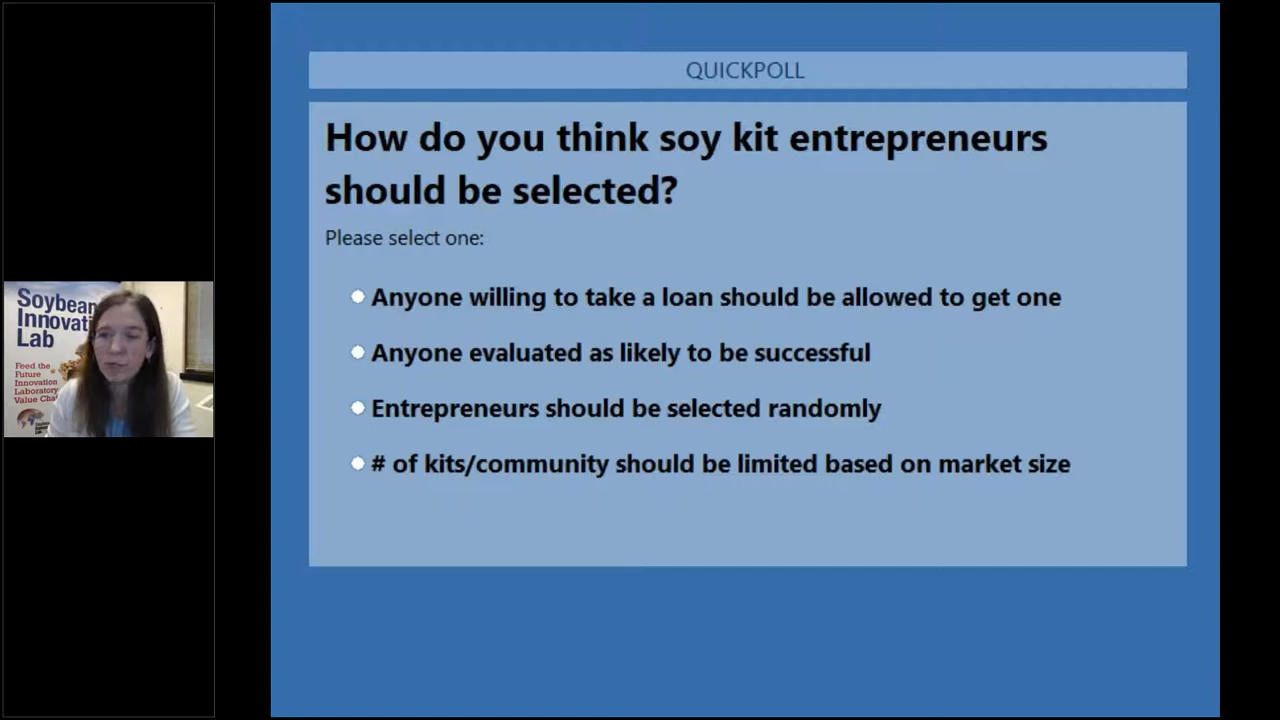 QUICKPOLL
How do you think soy kit entrepreneurs
should be selected?
Please select one:
Anyone willing to take a loan should be allowed to get one
Anyone evaluated as likely to be successful
Entrepreneurs should be selected randomly
# of kits/community should be limited based on market size
Soybean
Innovati
Lab
Feed the
Future
Innovation
Laboratory
Value Cha